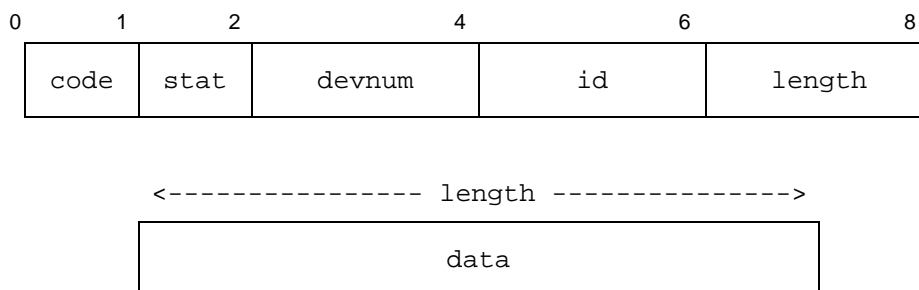 0 1 2 4 6 8
code stat devnum id length
<---------------- length --------------->
data